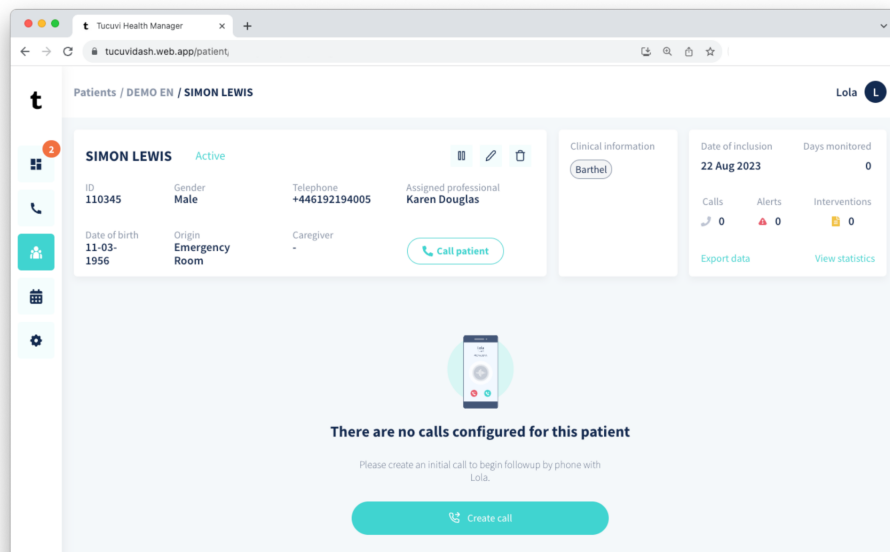 t Tucuvi Health Manager
tucuvidash.web.app/patient
t
Patients / DEMO EN / SIMON LEWIS
Lola L
2
SIMON LEWIS Active
ID Gender Telephone Assigned professional
110345 Male +446192194005 Karen Douglas
Date of birth Origin Caregiver
11-03- Emergency -
1956 Room
Call patient
Clinical information
Barthel
Date of inclusion Days monitored
22 Aug 2023 0
Calls Alerts Interventions
0 0 0
Export data View statistics
There are no calls configured for this patient
Please create an initial call to begin followup by phone with
Lola.
Create call